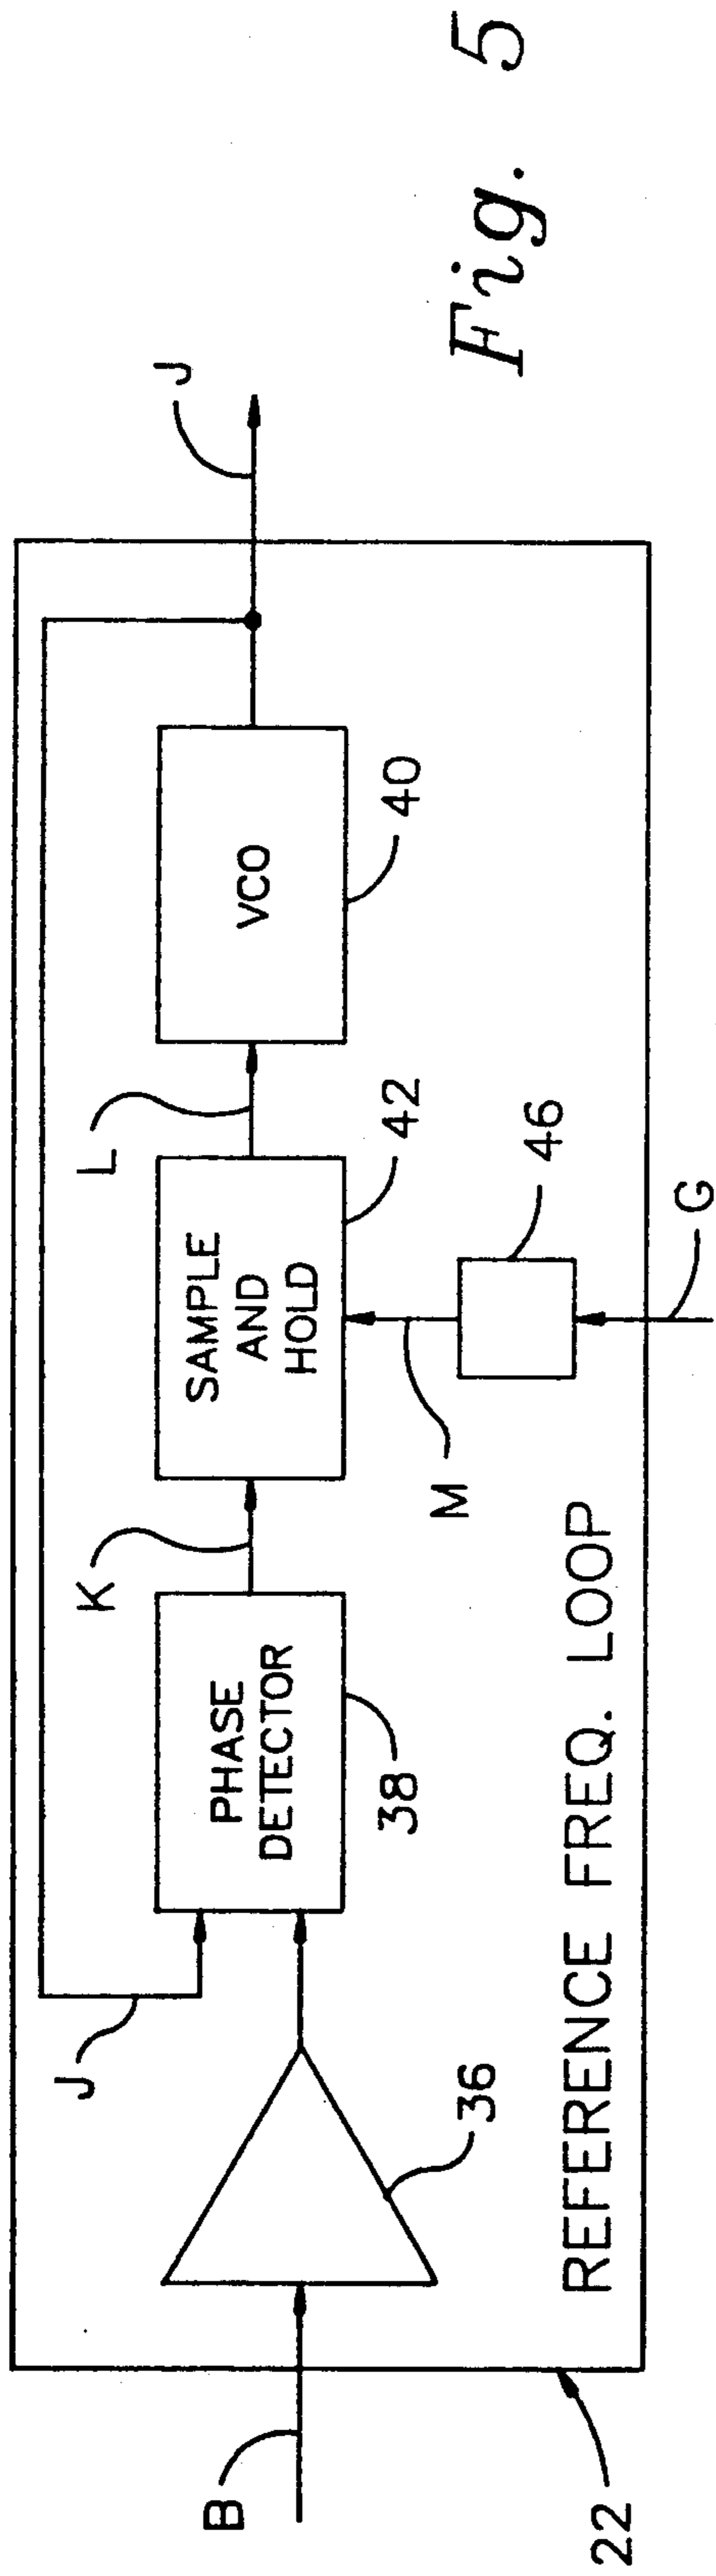 J
L
K
J
B
PHASE
DETECTOR
38
SAMPLE
AND
HOLD
42
VCO
40
J
36
M
46
G
REFERENCE FREQ. LOOP
22
Fig. 5